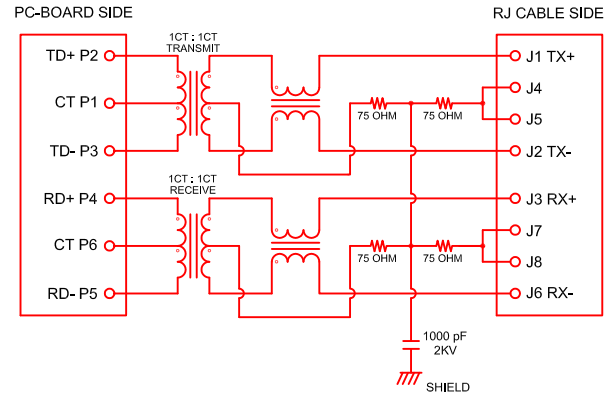 PC-BOARD SIDE
RJ CABLE SIDE
1CT : 1CT
TRANSMIT
TD+ P2
CT P1
TD- P3
J1 TX+
J4
J5
J2 TX-
75 OHM
75 OHM
1CT : 1CT
RECEIVE
RD+ P4
CT P6
RD- P5
J3 RX+
J7
J8
J6 RX-
75 OHM
75 OHM
1000 pF
2KV
SHIELD